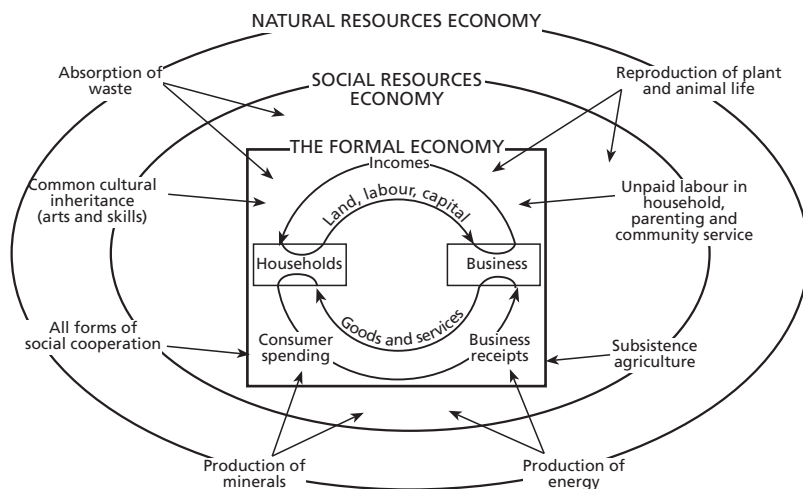 NATURAL RESOURCES ECONOMY
Absorption of
waste
SOCIAL RESOURCES
ECONOMY
Reproduction of plant
and animal life
THE FORMAL ECONOMY
Incomes
Common cultural
inheritance
(arts and skills)
Land, labour, capital
Unpaid labour in
household,
parenting and
community service
Households
Business
All forms of
social cooperation
Goods and services
Consumer
spending
Business
receipts
Subsistence
agriculture
Production of
minerals
Production of
energy